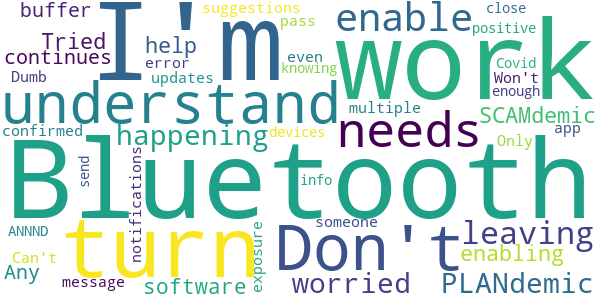 buffer I'm suggestions enable close
pass positive
Tried help work
continues error even Covid
Dumb updates knowing Won't
enough
understand multiple SCAMdemic
confirmed happening devices needs app
Only
Bluetooth
send info
notifications
ANNND turn someone Don't leaving
Can't exposure enabling
Any message software worried PLANdemic